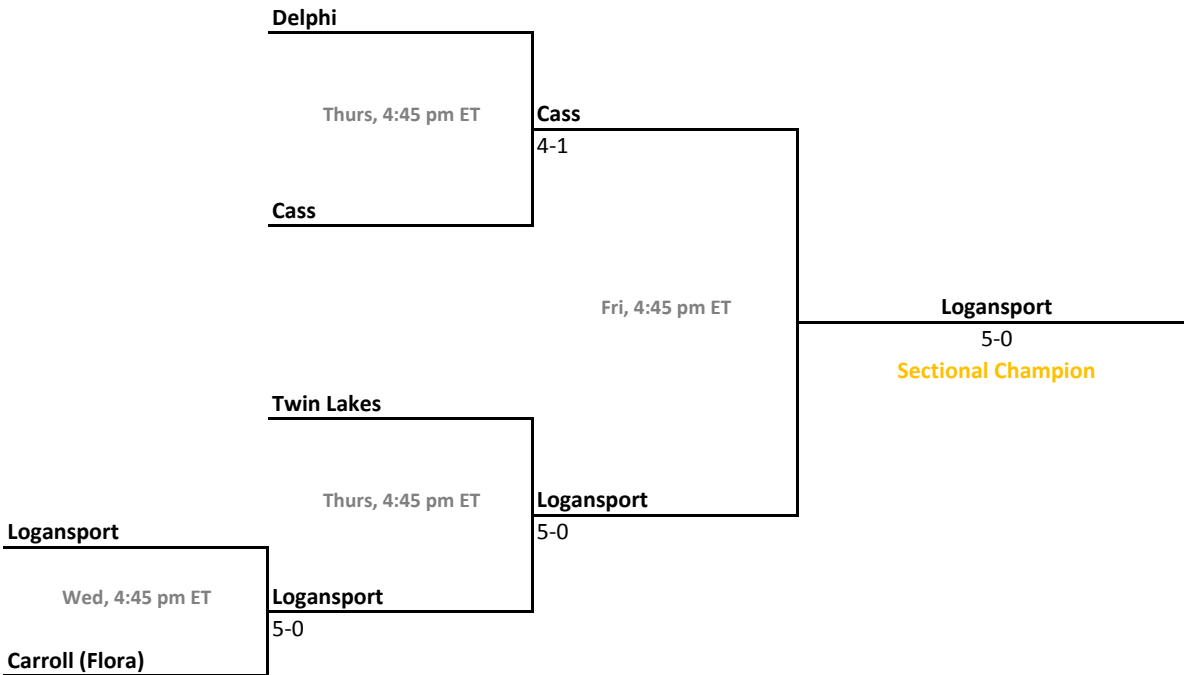 Delphi
Thurs, 4:45 pm ET
Cass
4-1
Cass
Fri, 4:45 pm ET
Logansport
5-0
Sectional Champion
Twin Lakes
Thurs, 4:45 pm ET
Logansport
5-0
Logansport
Wed, 4:45 pm ET
Logansport
5-0
Carroll (Flora)